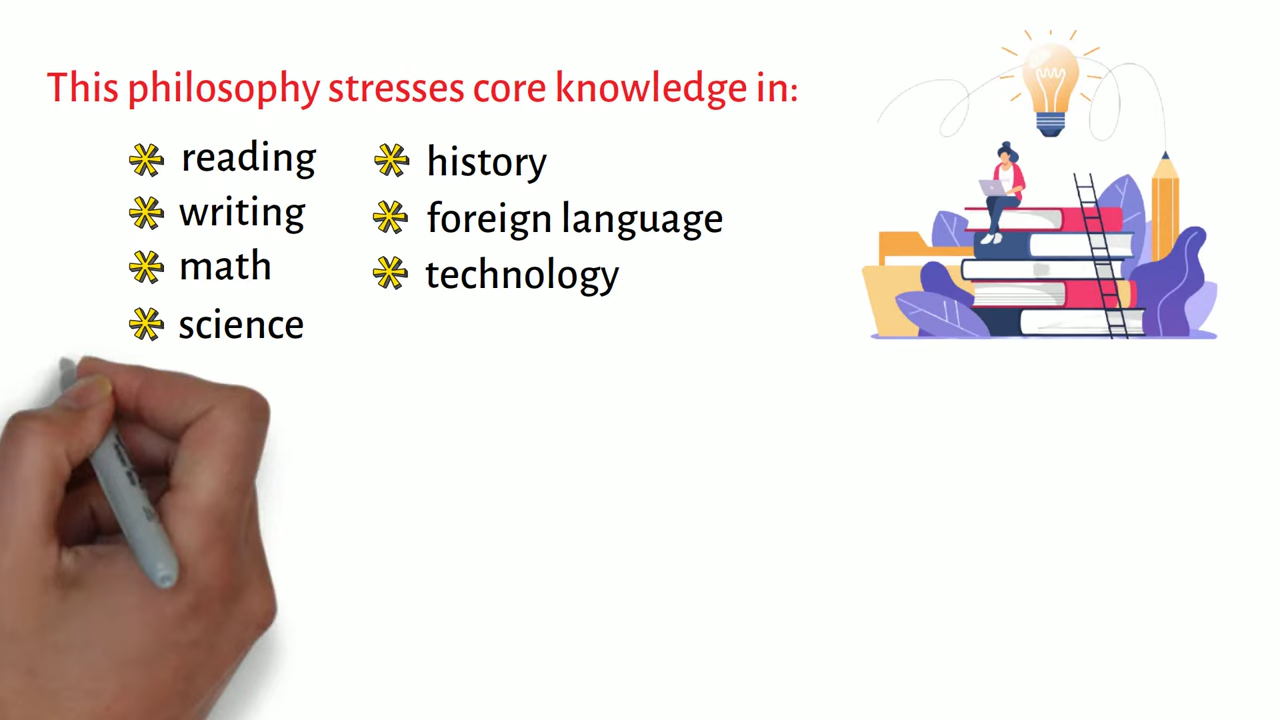 This philosophy stresses core knowledge in:
reading
writing
math
science
history
foreign language
technology